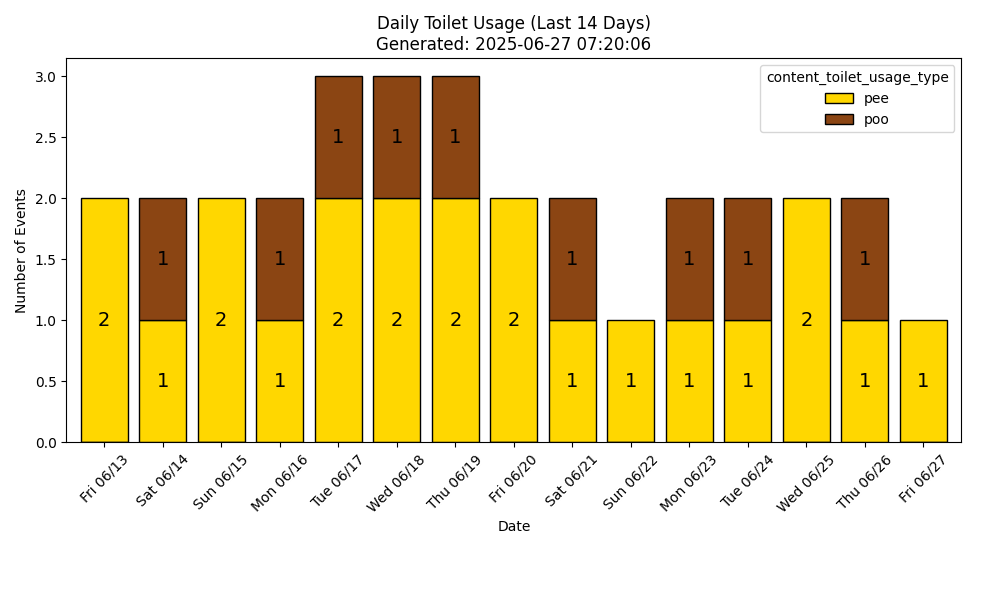 Daily Toilet Usage (Last 14 Days)
Generated: 2025-06-27 07:20:06
content_toilet_usage_type
pee
poo
Number of Events
3.0
2.5
2.0
1.5
1.0
0.5
0.0
1 1 1
1 1 1 1 1 1
2 2 2 2 2 2 2
1 1 1 1 1 1 1 1
Fri 06/13
Sat 06/14
Sun 06/15
Mon 06/16
Tue 06/17
Wed 06/18
Thu 06/19
Fri 06/20
Sat 06/21
Sun 06/22
Mon 06/23
Tue 06/24
Wed 06/25
Thu 06/26
Fri 06/27
Date